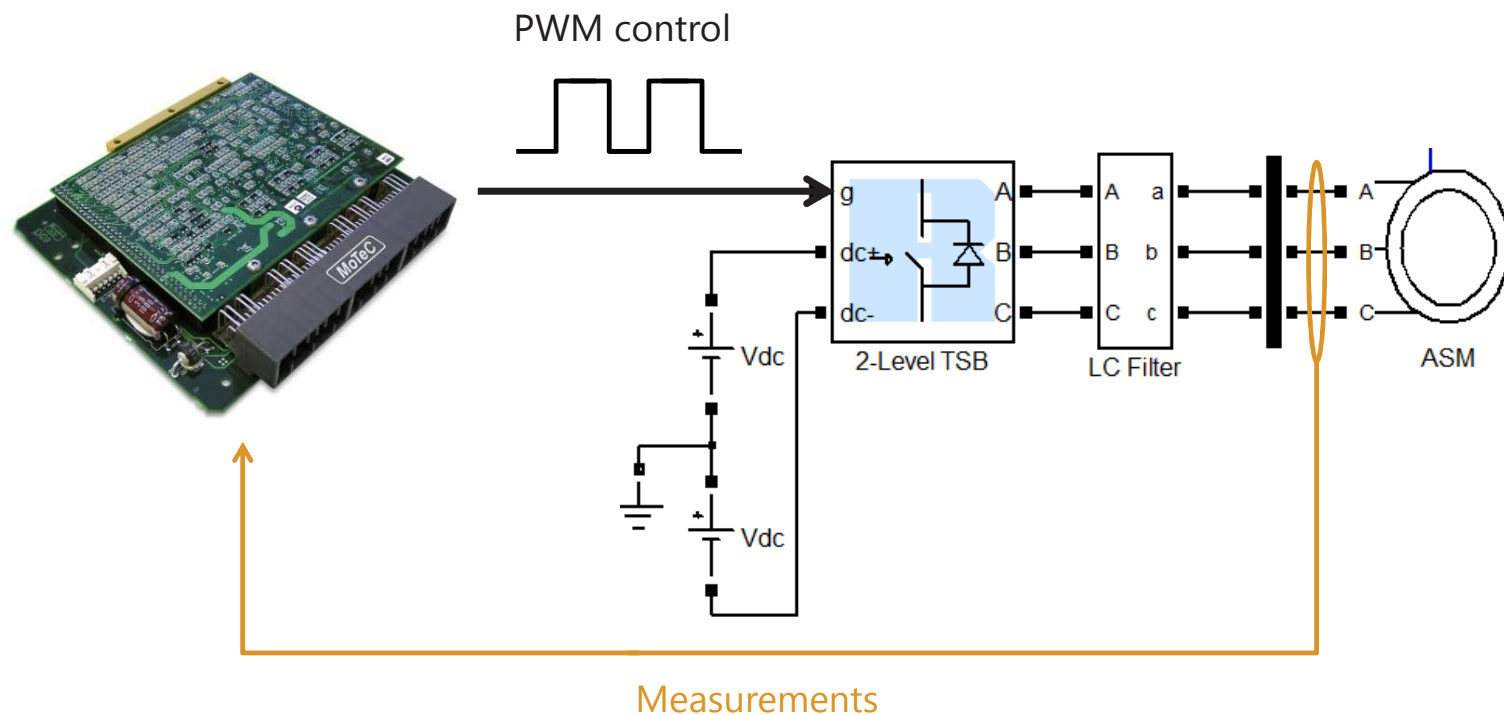 PWM control
MoTeC
g
A
dc+
B
dc-
C
2-Level TSB
A
a
B
b
C
c
LC Filter
A
B
C
ASM
+
Vdc
+
Vdc
Measurements